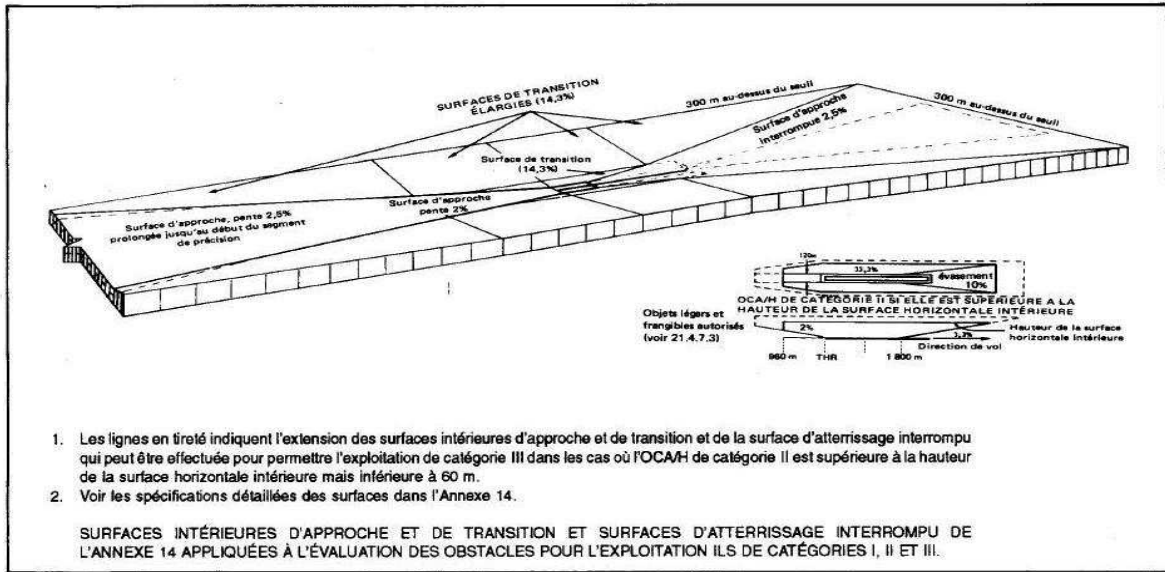 SURFACES DE TRANSITION
ÉLARGIES (14,3%)
300 m au-dessus du seuil
Surface d'approche
interrompue 2,5%
300 m au-dessus du seuil
Surface de transition
(14,3%)
Surface d'approche
pente 2%
Surface d'approche, pente 2,5%
prolongée jusqu'au début du segment
de précision
120m
33,3%
évasement
10%
OCA/H DE CATÉGORIE II SI ELLE EST SUPÉRIEURE A LA
HAUTEUR DE LA SURFACE HORIZONTALE INTÉRIEURE
Objets légers et
frangibles autorisés
(voir 21.4.7.3)
2%
Hauteur de la surface
horizontale intérieure
3,3%
Direction de vol
960 m THR 1 800 m
1. Les lignes en tireté indiquent l'extension des surfaces intérieures d'approche et de transition et de la surface d'atterrissage interrompu
qui peut être effectuée pour permettre l'exploitation de catégorie III dans les cas où l'OCA/H de catégorie II est supérieure à la hauteur
de la surface horizontale intérieure mais inférieure à 60 m.
2. Voir les spécifications détaillées des surfaces dans l'Annexe 14.
SURFACES INTÉRIEURES D'APPROCHE ET DE TRANSITION ET SURFACES D'ATTERRISSAGE INTERROMPU DE
L'ANNEXE 14 APPLIQUÉES À L'ÉVALUATION DES OBSTACLES POUR L'EXPLOITATION ILS DE CATÉGORIES I, II ET III.